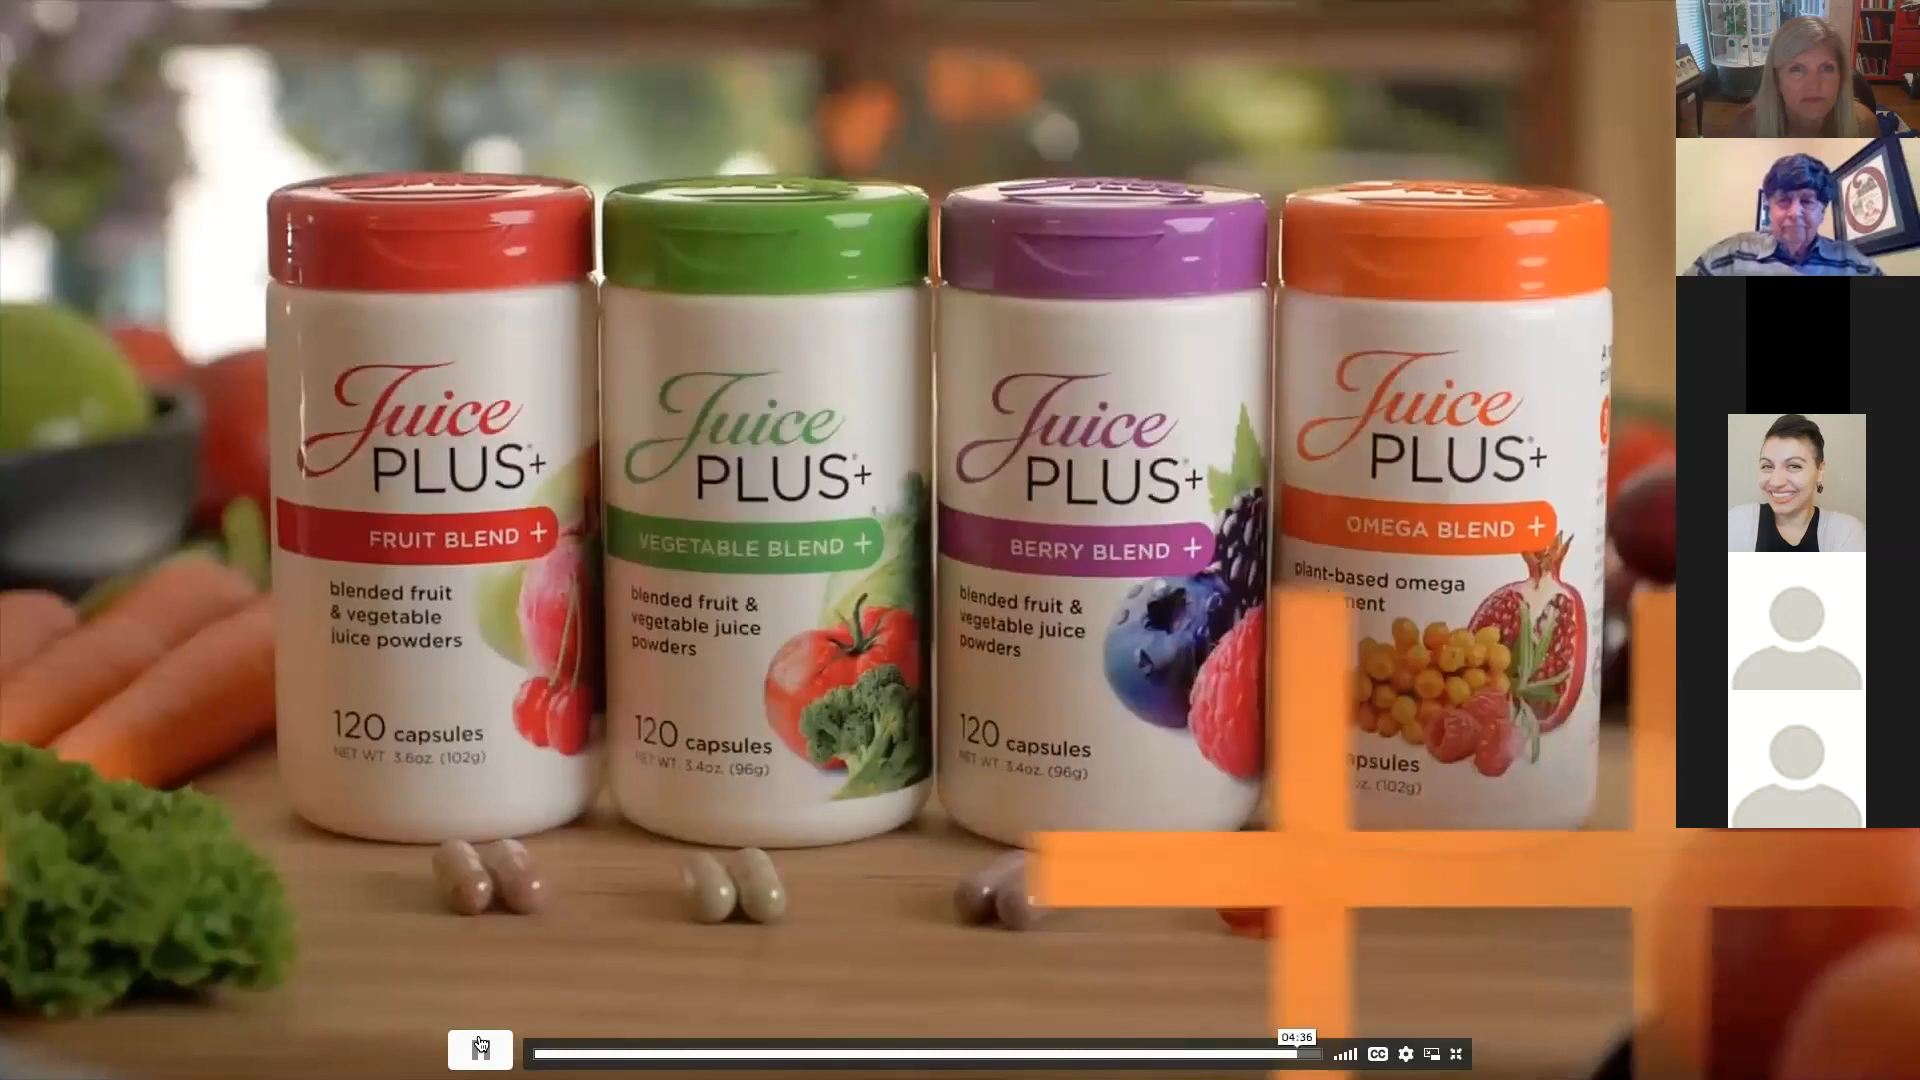 Juice
PLUS+
FRUIT BLEND +
blended fruit
& vegetable
juice powders
120 capsules
NET WT. 3.6oz. (102g)
Juice
PLUS+
VEGETABLE BLEND +
blended fruit &
vegetable juice
powders
120 capsules
NET WT. 3.4oz. (96g)
Juice
PLUS+
BERRY BLEND +
blended fruit &
vegetable juice
powders
120 capsules
NET WT. 3.4oz. (96g)
Juice
PLUS+
OMEGA BLEND +
plant-based omega
(102g)
04:36
CC